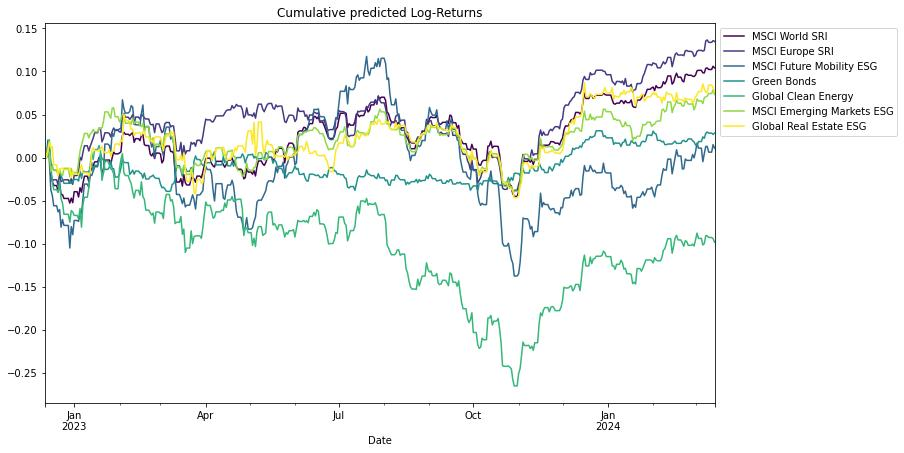 Cumulative predicted Log-Returns
0.15
0.10
0.05
0.00
−0.05
−0.10
−0.15
−0.20
−0.25
Jan
2023
Apr
Jul
Oct
Jan
2024
Date
MSCI World SRI
MSCI Europe SRI
MSCI Future Mobility ESG
Green Bonds
Global Clean Energy
MSCI Emerging Markets ESG
Global Real Estate ESG